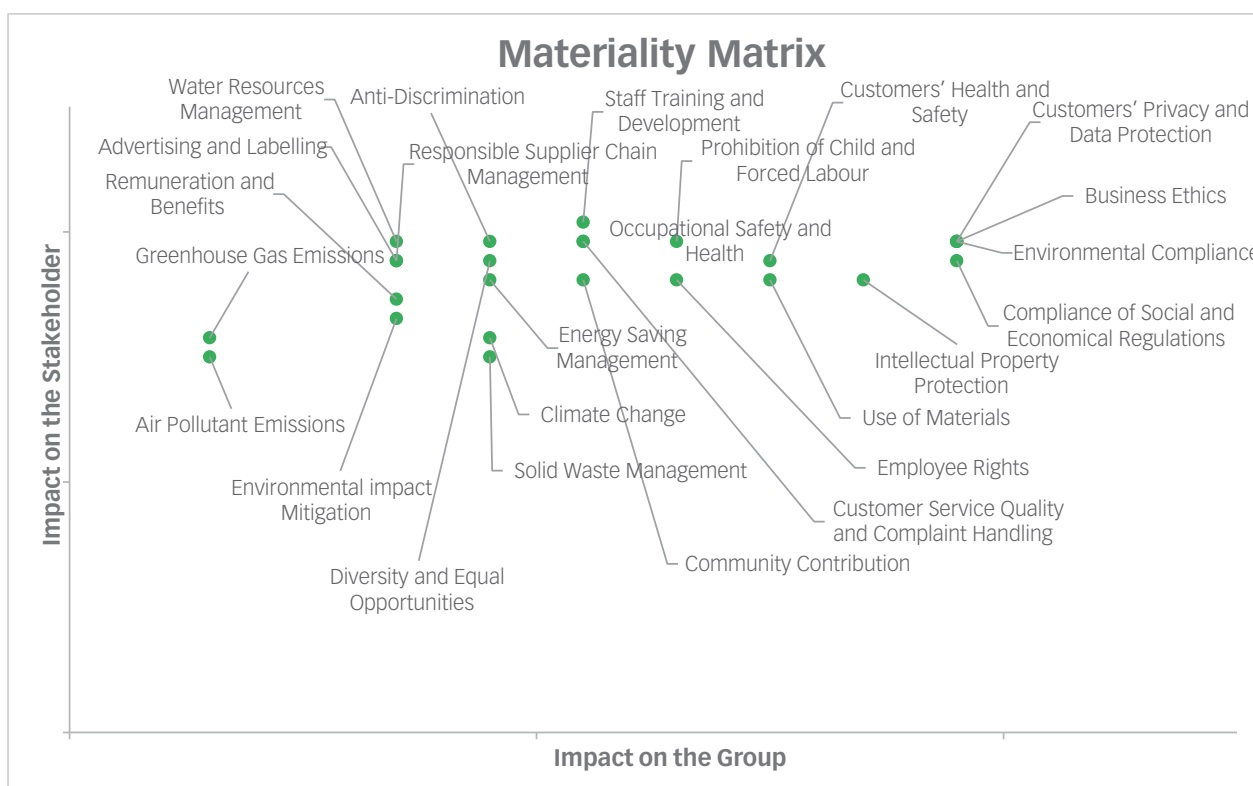 Materiality Matrix
Water Resources
Management
Anti-Discrimination
Staff Training and
Development
Customers' Health and
Safety
Customers' Privacy and
Data Protection
Advertising and Labelling
Responsible Supplier Chain
Management
Prohibition of Child and
Forced Labour
Remuneration and
Benefits
Business Ethics
Occupational Safety and
Health
Greenhouse Gas Emissions
Environmental Compliance
Compliance of Social and
Economical Regulations
Energy Saving
Management
Intellectual Property
Protection
Air Pollutant Emissions
Climate Change
Use of Materials
Solid Waste Management
Employee Rights
Environmental impact
Mitigation
Customer Service Quality
and Complaint Handling
Community Contribution
Diversity and Equal
Opportunities
Impact on the Stakeholder
Impact on the Group